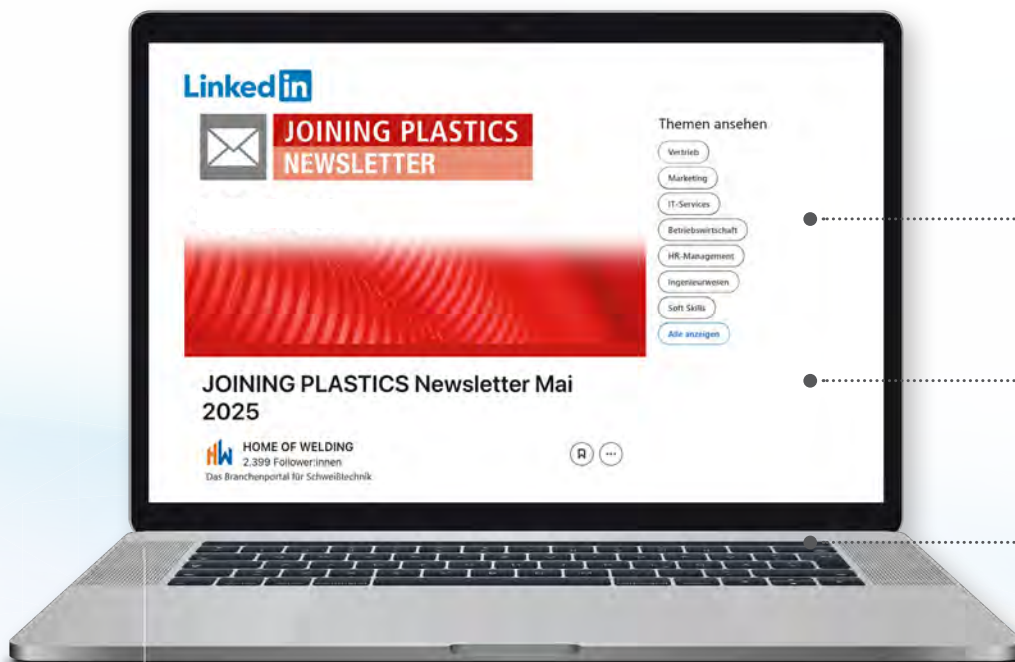 Linked in
JOINING PLASTICS
NEWSLETTER
JOINING PLASTICS Newsletter Mai
2025
HOME OF WELDING
2.399 Follower:innen
Das Branchenportal für Schweißtechnik
Themen ansehen
Vertrieb
Marketing
IT-Services
Betriebswirtschaft
HR-Management
Ingenieurwesen
Soft Skills
Alle anzeigen